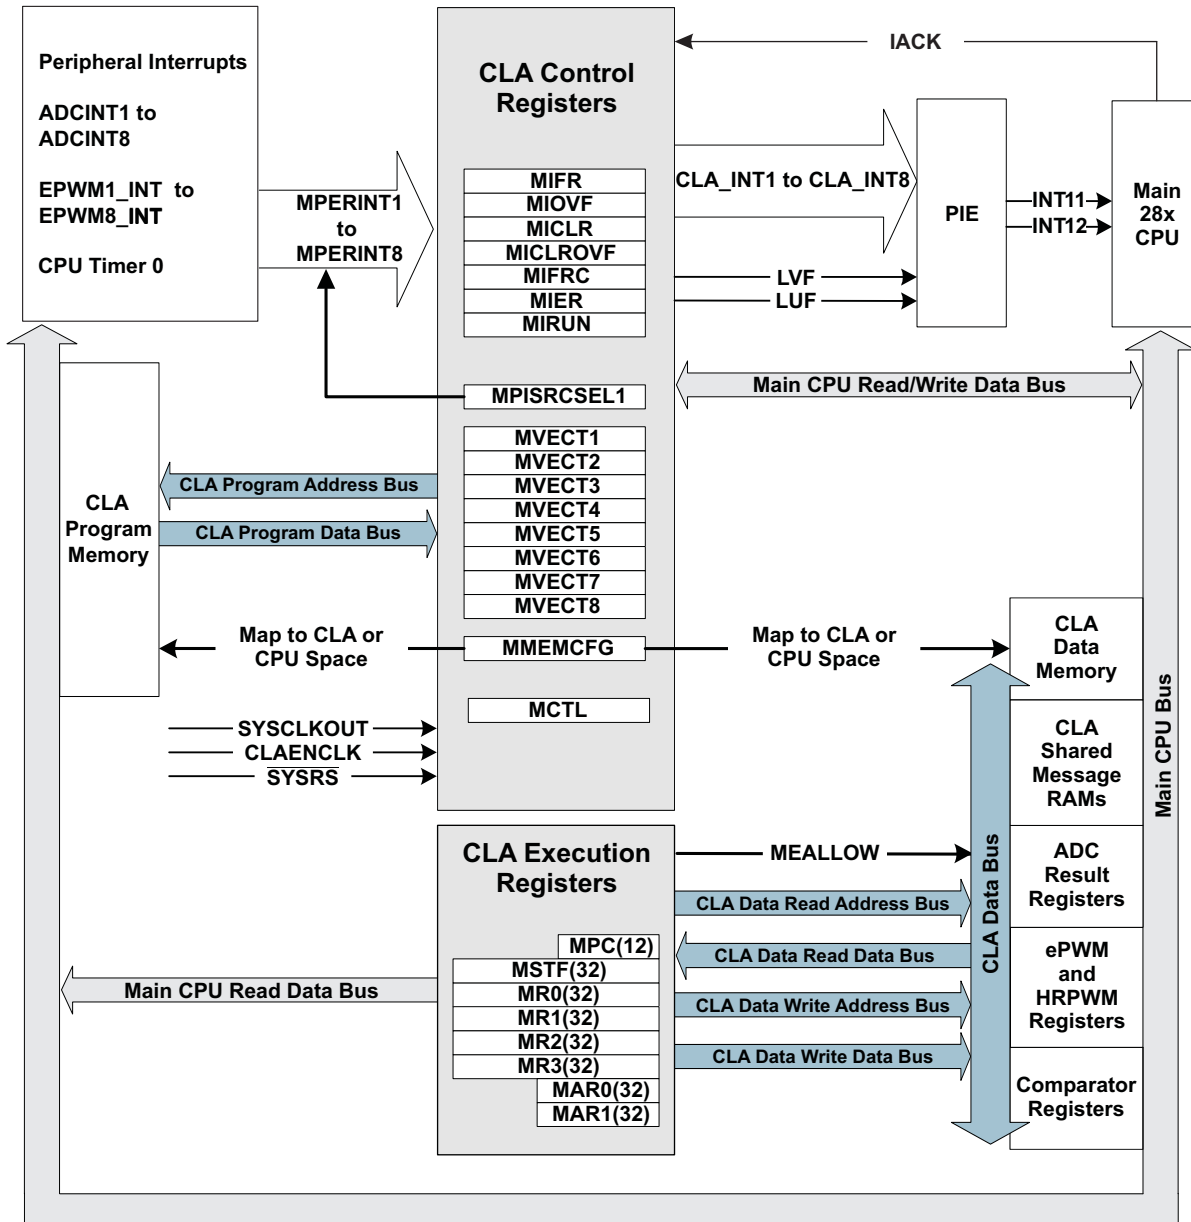 Peripheral Interrupts
ADCINT1 to
ADCINT8
EPWM1_INT to
EPWM8_INT
CPU Timer 0
MPERINT1
to
MPERINT8
CLA Control
Registers
MIFR
MIOVF
MICLR
MICLROVF
MIFRC
MIER
MIRUN
MPISRCSEL1
MVECT1
MVECT2
MVECT3
MVECT4
MVECT5
MVECT6
MVECT7
MVECT8
MMEMCFG
MCTL
IACK
CLA_INT1 to CLA_INT8
LVF
LUF
PIE
INT11
INT12
Main
28x
CPU
Main CPU Read/Write Data Bus
CLA
Program
Memory
CLA Program Address Bus
CLA Program Data Bus
Map to CLA or
CPU Space
Map to CLA or
CPU Space
SYSCLKOUT
CLAENCLK
SYSRS
CLA
Data
Memory
CLA
Shared
Message
RAMs
ADC
Result
Registers
ePWM
and
HRPWM
Registers
Comparator
Registers
Main CPU Bus
CLA Data Bus
CLA Execution
Registers
MPC(12)
MSTF(32)
MR0(32)
MR1(32)
MR2(32)
MR3(32)
MAR0(32)
MAR1(32)
MEALLOW
CLA Data Read Address Bus
CLA Data Read Data Bus
CLA Data Write Address Bus
CLA Data Write Data Bus
Main CPU Read Data Bus